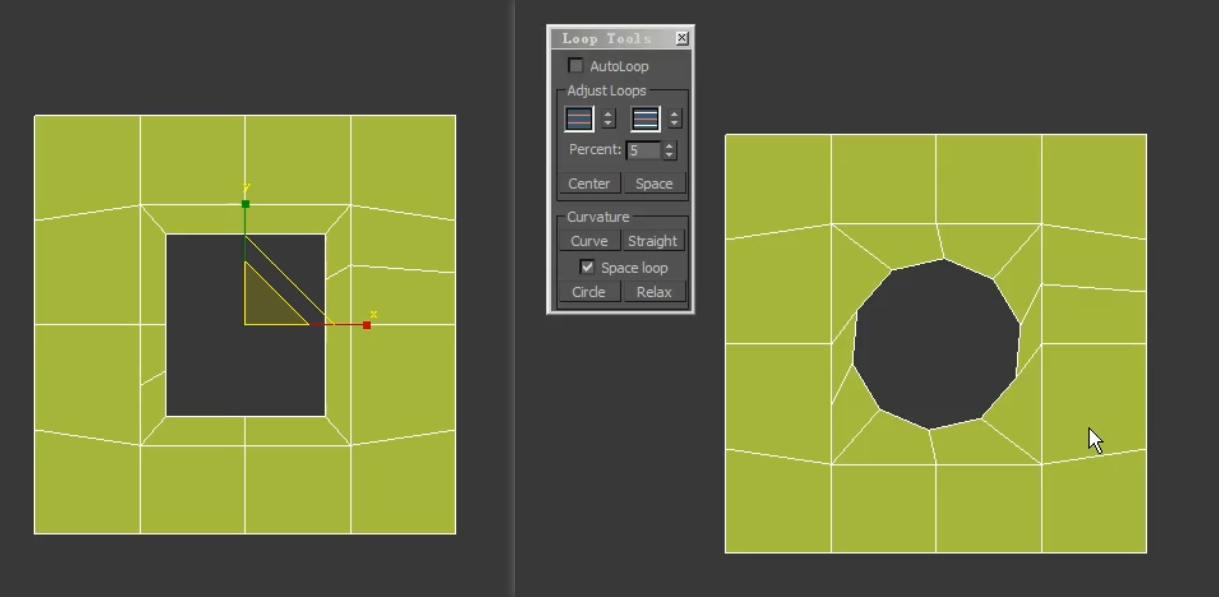 Loop Tools
AutoLoop
Adjust Loops
Percent: 5
Center Space
Curvature
Curve Straight
Space loop
Circle Relax
y
x